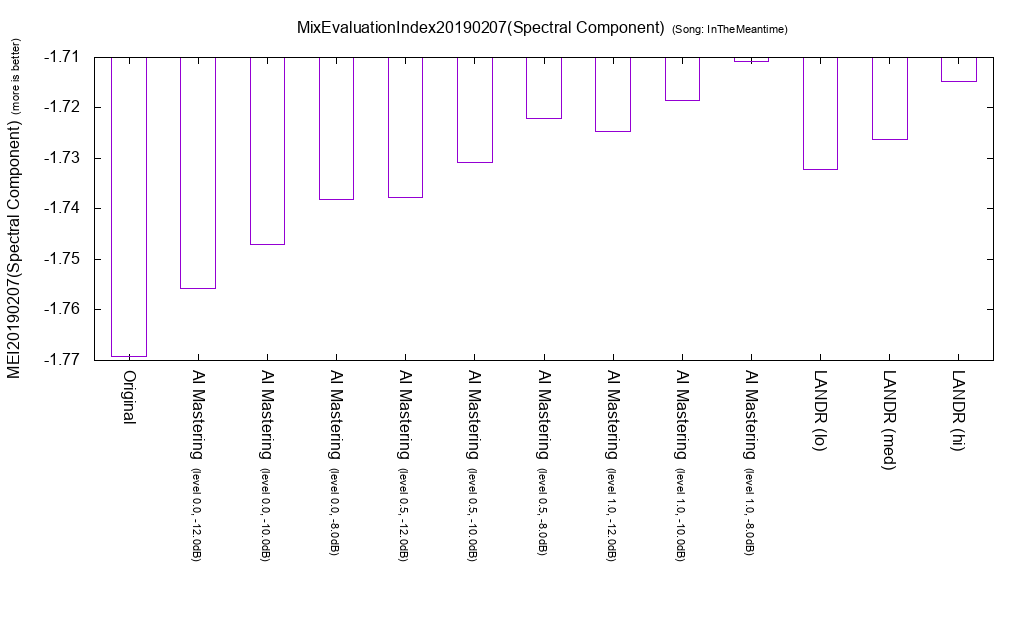 MixEvaluationIndex20190207(Spectral Component) (Song: InTheMeantime)
MEI20190207(Spectral Component) (more is better)
-1.71
-1.72
-1.73
-1.74
-1.75
-1.76
-1.77
Original
AI Mastering (level 0.0, -12.0dB)
AI Mastering (level 0.0, -10.0dB)
AI Mastering (level 0.0, -8.0dB)
AI Mastering (level 0.5, -12.0dB)
AI Mastering (level 0.5, -10.0dB)
AI Mastering (level 0.5, -8.0dB)
AI Mastering (level 1.0, -12.0dB)
AI Mastering (level 1.0, -10.0dB)
AI Mastering (level 1.0, -8.0dB)
LANDR (lo)
LANDR (med)
LANDR (hi)